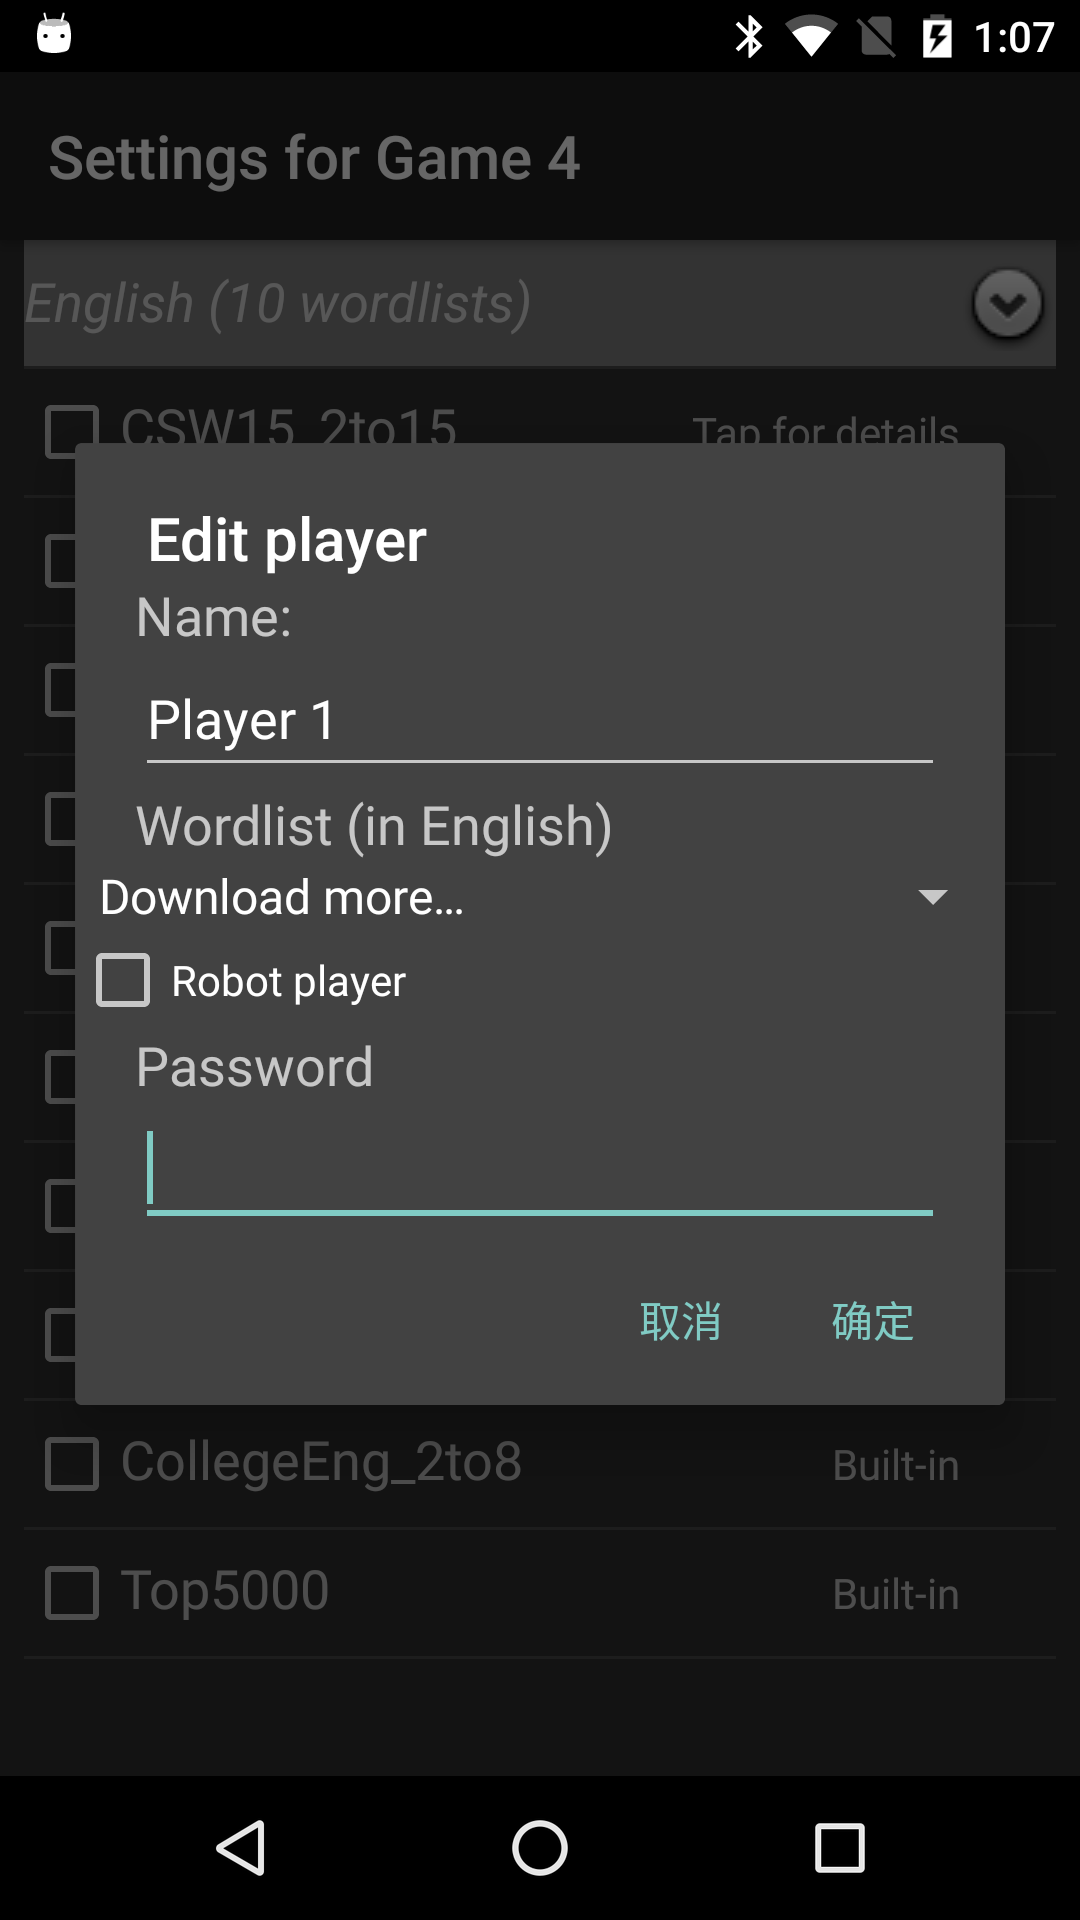 1:07
Settings for Game 4
English (10 wordlists)
CSW15_2to15 Tap for details
Edit player
Name:
Player 1
Wordlist (in English)
Download more...
Robot player
Password
取消 确定
CollegeEng_2to8 Built-in
Top5000 Built-in